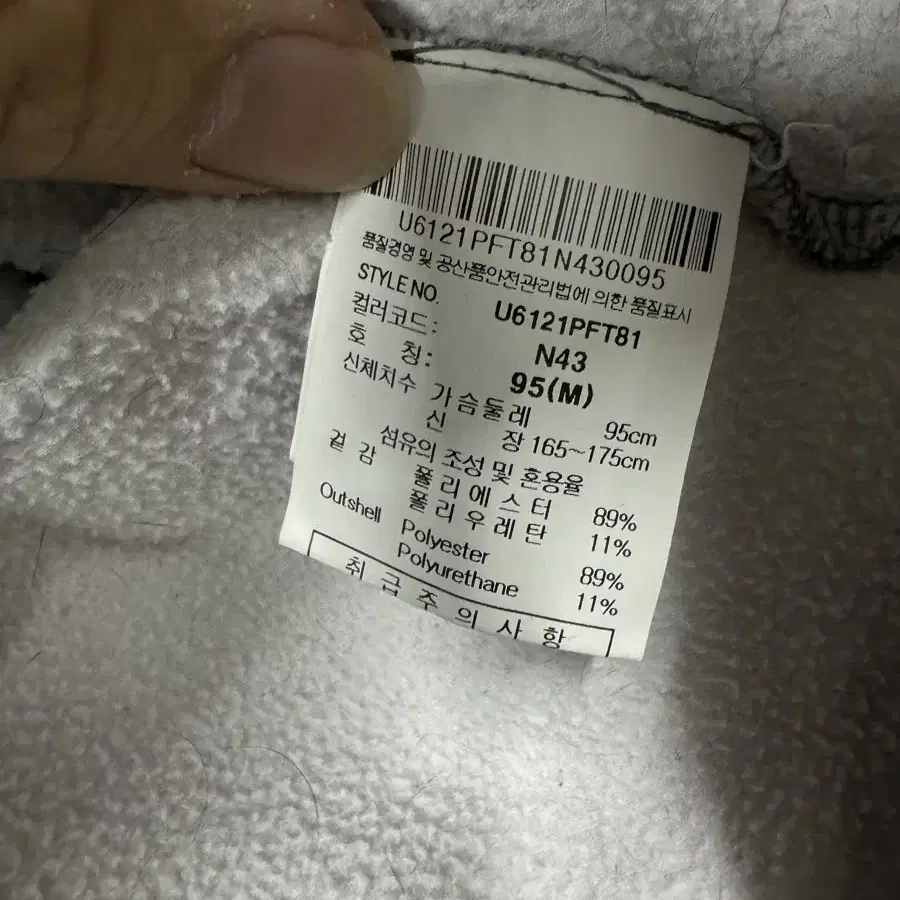 U6121PFT81N430095
품질경영 및 공산품안전관리법에 의한 품질표시
STYLE NO. U6121PFT81
컬러코드: N43
호 칭: 95(M)
신체치수 가슴둘레 95cm
신 장 165~175cm
섬유의 조성 및 혼용율
겉 감 폴리에스터 89%
폴리우레탄 11%
Outshell Polyester 89%
Polyurethane 11%
취급주의사항